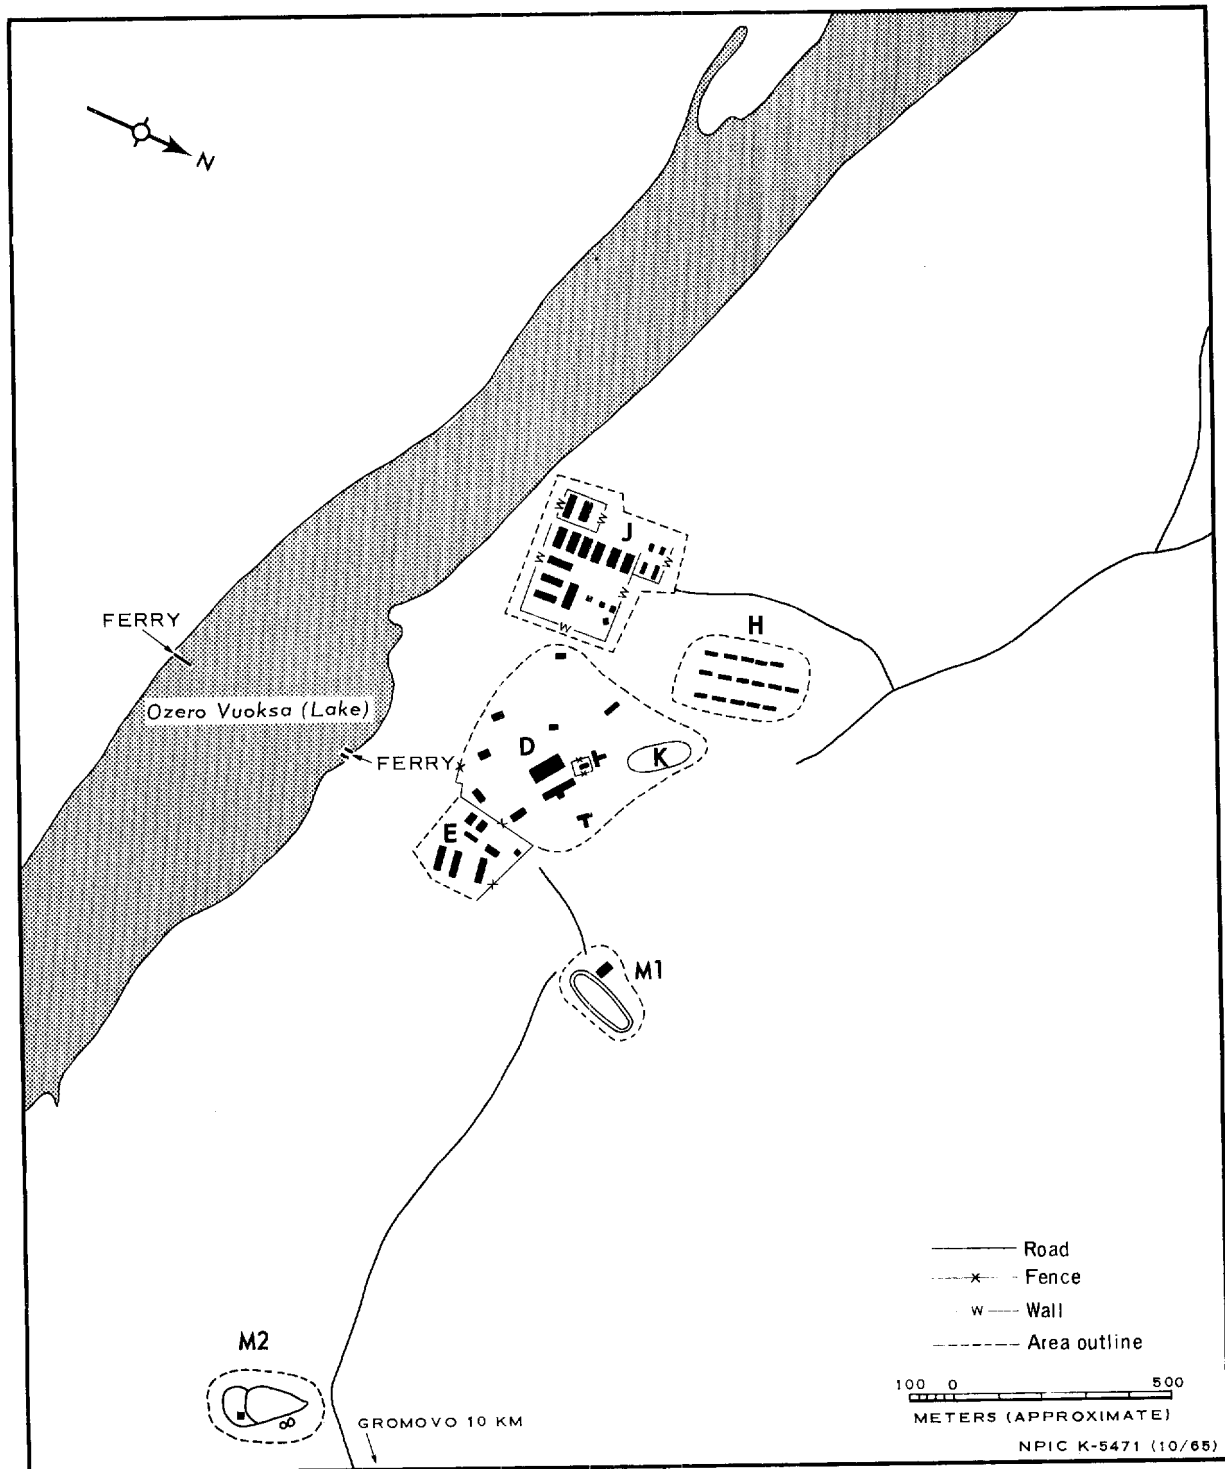 N
J
H
FERRY
Ozero Vuoksa (Lake)
FERRY
D
K
E
M1
M2
GROMOVO 10 KM
Road
x Fence
w Wall
Area outline
100 0 500
METERS (APPROXIMATE)
NPIC K-5471 (10/65)
W
W
W
W
W
W